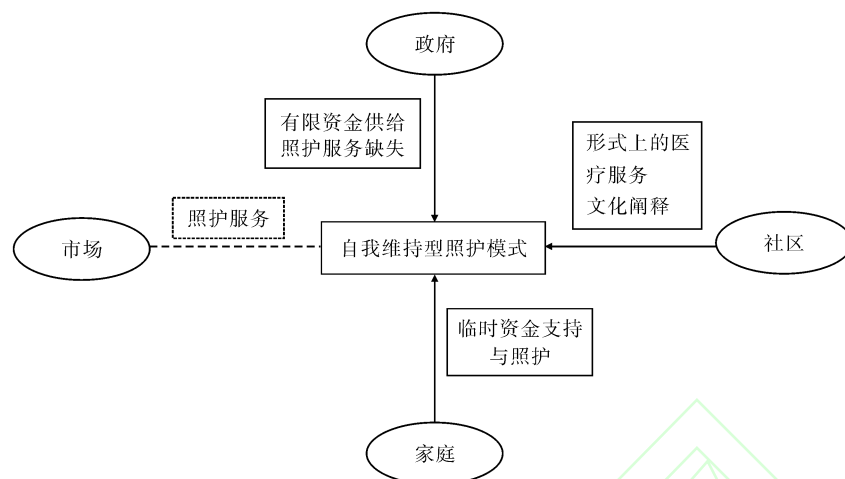 政府
有限资金供给
照护服务缺失
形式上的医
疗服务
文化阐释
照护服务
市场
自我维持型照护模式
社区
临时资金支持
与照护
家庭